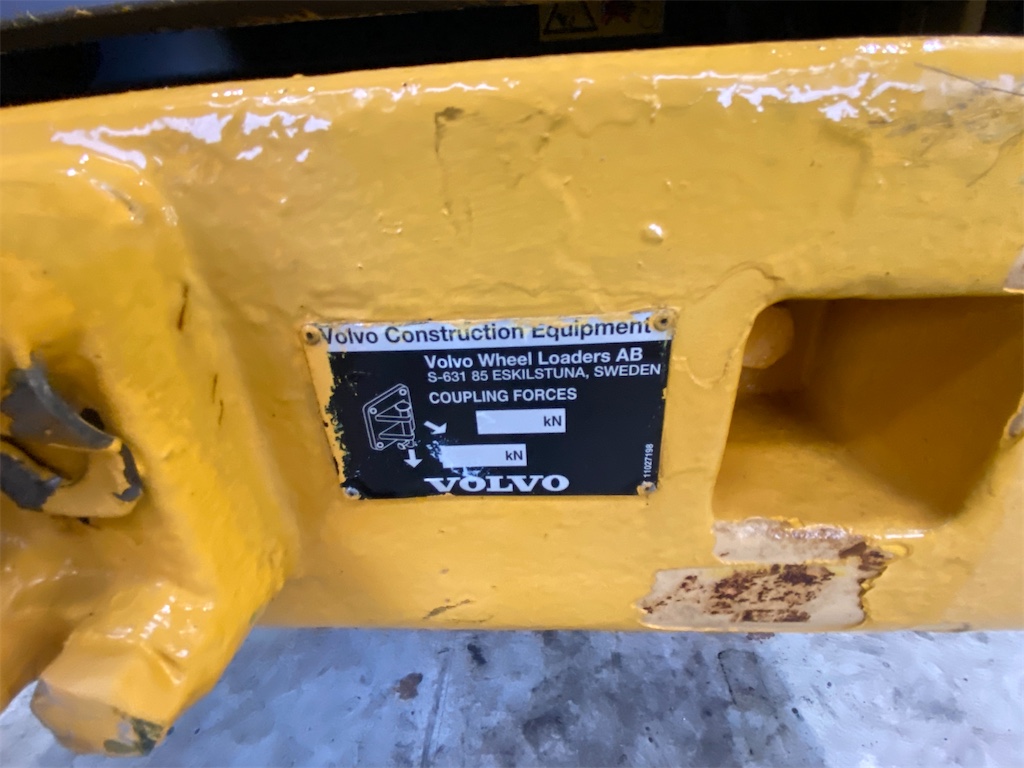 Volvo Construction Equipment
Volvo Wheel Loaders AB
S-631 85 ESKILSTUNA, SWEDEN
COUPLING FORCES
kN
kN
VOLVO
11027198